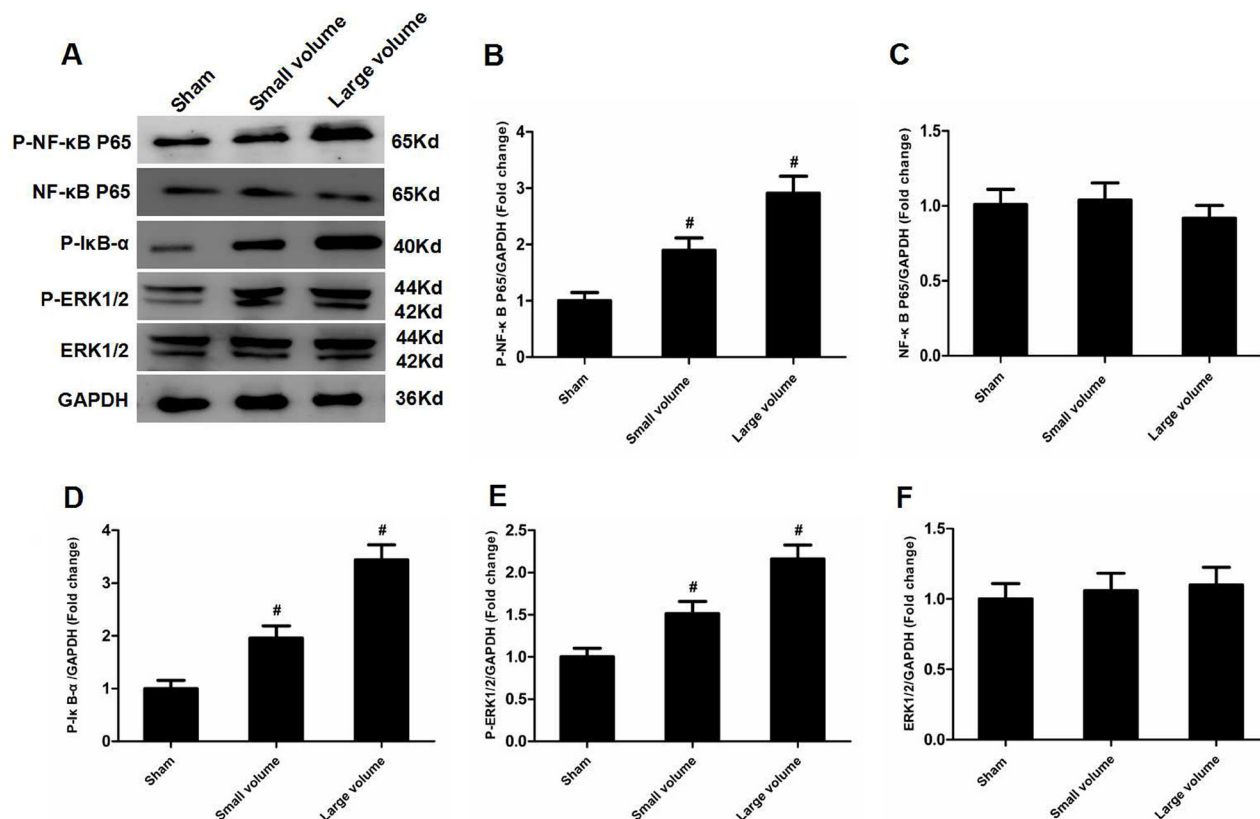 A
Sham
Small volume
Large volume
P-NF-κB P65
65Kd
NF-κB P65
65Kd
P-IκB-α
40Kd
P-ERK1/2
44Kd
42Kd
ERK1/2
44Kd
42Kd
GAPDH
36Kd
B
P-NF-κ B P65/GAPDH (Fold change)
4
3
2
1
0
#
#
Sham
Small volume
Large volume
C
NF-κ B P65/GAPDH (Fold change)
1.5
1.0
0.5
0.0
Sham
Small volume
Large volume
D
P-Iκ B-α /GAPDH (Fold change)
4
3
2
1
0
#
#
Sham
Small volume
Large volume
E
P-ERK1/2/GAPDH (Fold change)
2.5
2.0
1.5
1.0
0.5
0.0
#
#
Sham
Small volume
Large volume
F
ERK1/2/GAPDH (Fold change)
1.5
1.0
0.5
0.0
Sham
Small volume
Large volume